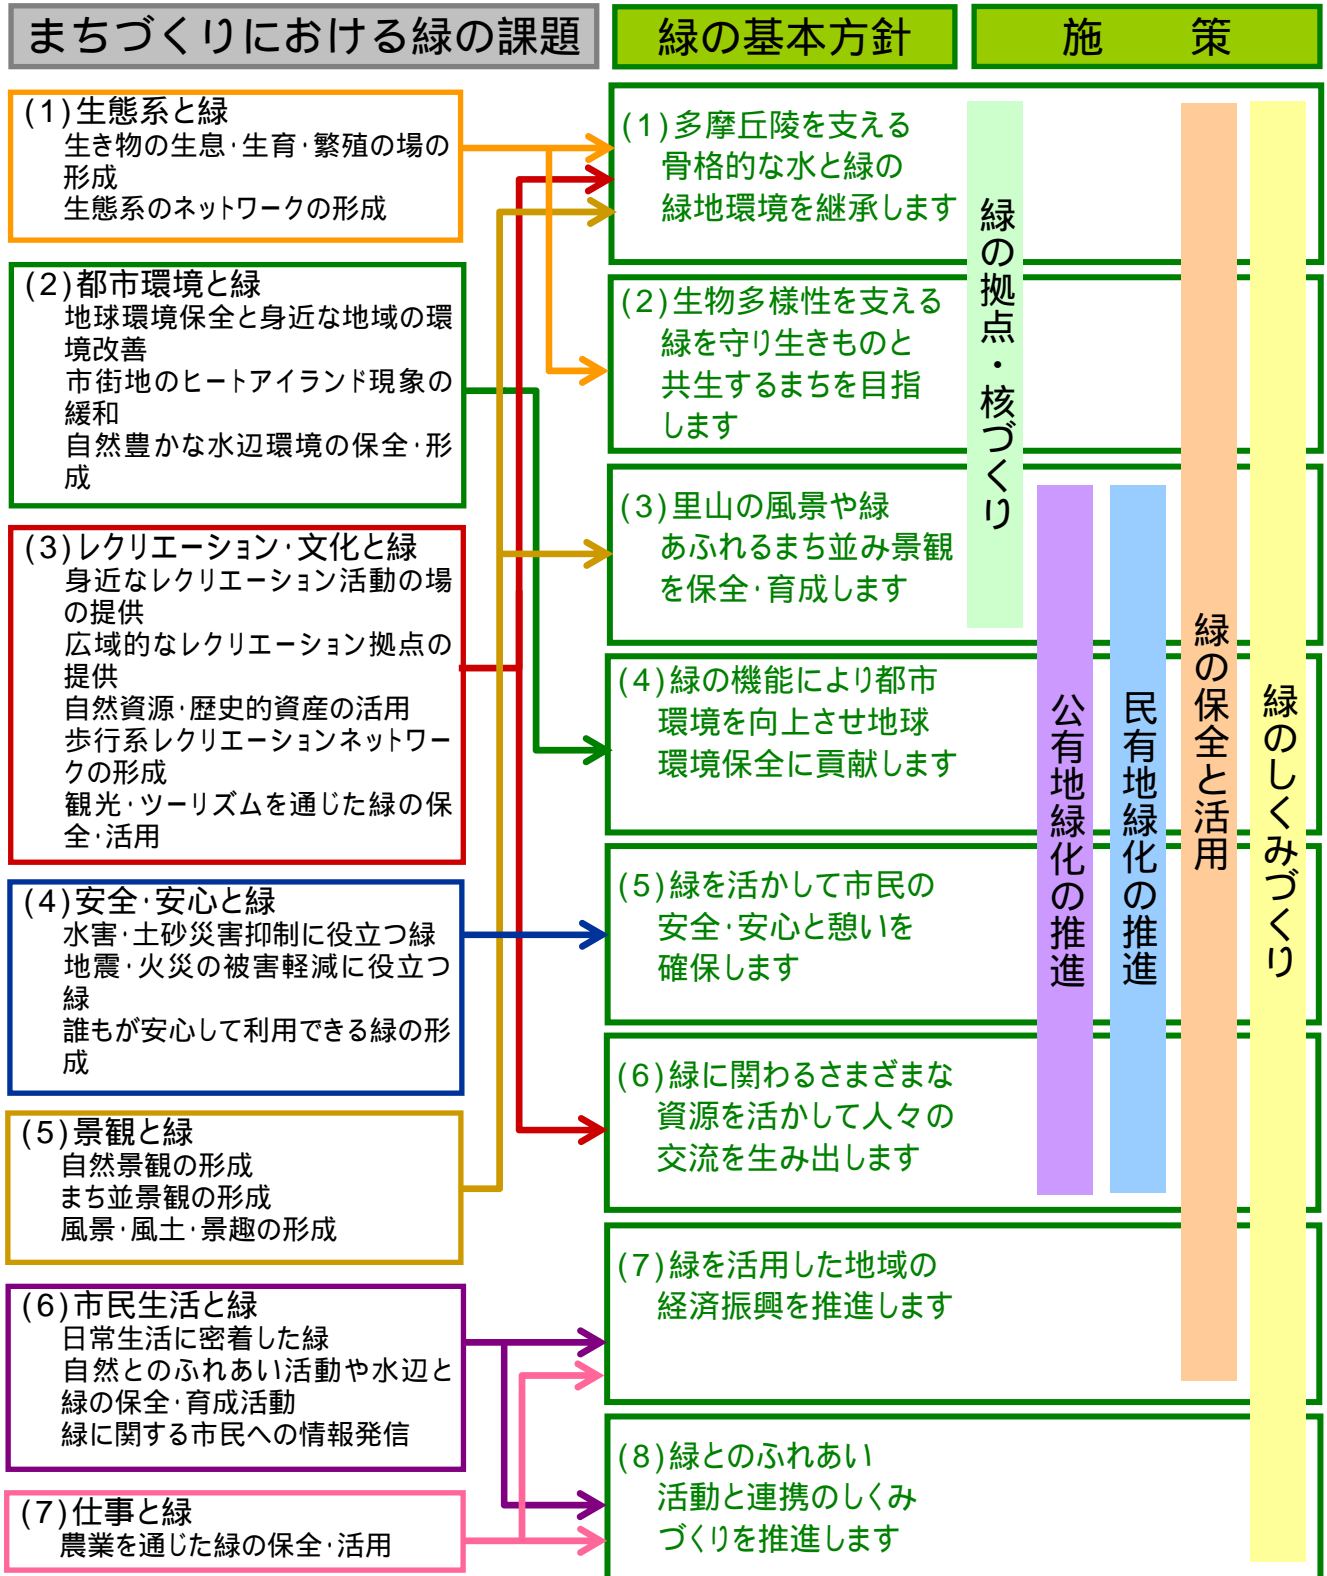 まちづくりにおける緑の課題
(1)生態系と緑
生き物の生息・生育・繁殖の場の
形成
生態系のネットワークの形成
(2)都市環境と緑
地球環境保全と身近な地域の環
境改善
市街地のヒートアイランド現象の
緩和
自然豊かな水辺環境の保全・形
成
(3)レクリエーション・文化と緑
身近なレクリエーション活動の場
の提供
広域的なレクリエーション拠点の
提供
自然資源・歴史的資産の活用
歩行系レクリエーションネットワー
クの形成
観光・ツーリズムを通じた緑の保
全・活用
(4)安全・安心と緑
水害・土砂災害抑制に役立つ緑
地震・火災の被害軽減に役立つ
緑
誰もが安心して利用できる緑の形
成
(5)景観と緑
自然景観の形成
まち並景観の形成
風景・風土・景趣の形成
(6)市民生活と緑
日常生活に密着した緑
自然とのふれあい活動や水辺と
緑の保全・育成活動
緑に関する市民への情報発信
(7)仕事と緑
農業を通じた緑の保全・活用
緑の基本方針
(1)多摩丘陵を支える
骨格的な水と緑の
緑地環境を継承します
(2)生物多様性を支える
緑を守り生きものと
共生するまちを目指
します
(3)里山の風景や緑
あふれるまち並み景観
を保全・育成します
(4)緑の機能により都市
環境を向上させ地球
環境保全に貢献します
(5)緑を活かして市民の
安全・安心と憩いを
確保します
(6)緑に関わるさまざまな
資源を活かして人々の
交流を生み出します
(7)緑を活用した地域の
経済振興を推進します
(8)緑とのふれあい
活動と連携のしくみ
づくりを推進します
施　策
緑の拠点・核づくり
公有地緑化の推進
民有地緑化の推進
緑の保全と活用
緑のしくみづくり